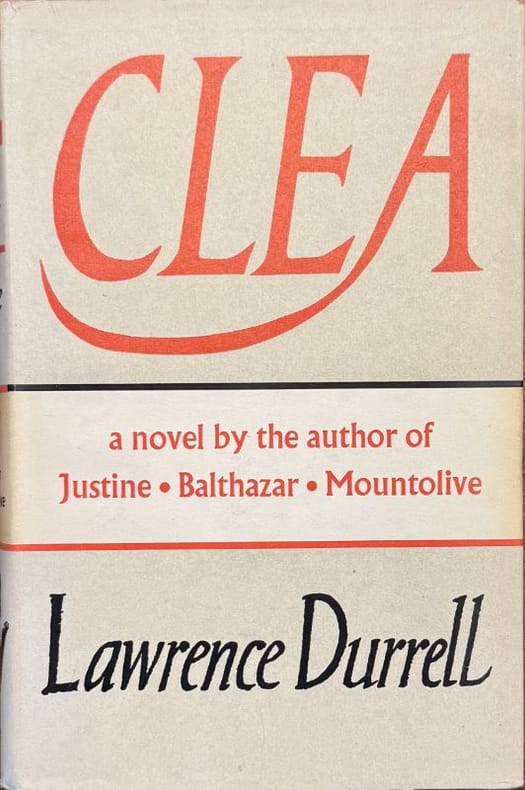 CLEA
a novel by the author of
Justine • Balthazar • Mountolive
Lawrence Durrell